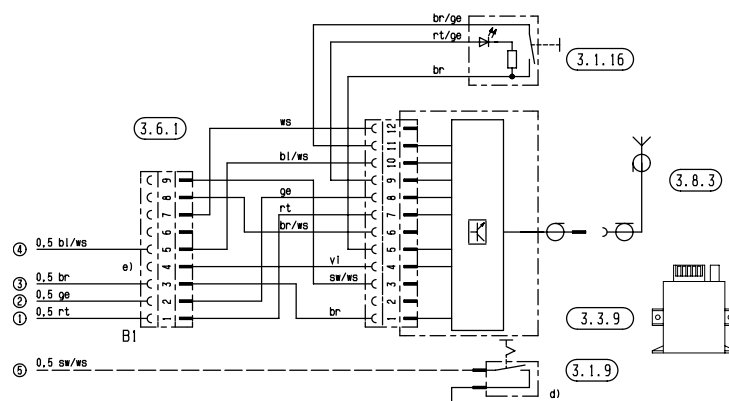 br/ge
rt/ge
br
3.1.16
3.6.1
ws
bl/ws
ge
rt
br/ws
vi
sw/ws
br
12
11
10
9
8
7
6
5
4
3
2
1
9
8
7
6
5
4
3
2
1
3.8.3
④ 0,5 bl/ws
e)
③ 0,5 br
② 0,5 ge
① 0,5 rt
B1
3.3.9
⑤ 0,5 sw/ws
3.1.9
d)